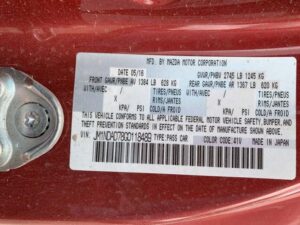 MFD. BY MAZDA MOTOR CORPORATION
DATE 05/16 GVWR/PNBV 2745 LB 1245 KG
FRONT GAWR/PNBE AV 1384 LB 628 KG REAR GAWR/PNBE AR 1367 LB 620 KG
WITH/AVEC TIRES/PNEUS WITH/AVEC TIRES/PNEUS
X RIMS/ X RIMS/
KPA/ PSI COLD/A FROID KPA/ PSI COLD/A FROID
THIS VEHICLE CONFORMS TO ALL APPLICABLE FEDERAL MOTOR VEHICLE SAFETY, BUMPER, AND
THEFT PREVENTION STANDARDS IN EFFECT ON THE DATE OF MANUFACTURE SHOWN ABOVE.
TYPE: PASS CAR COLOR CODE: 41V MADE IN JAPAN